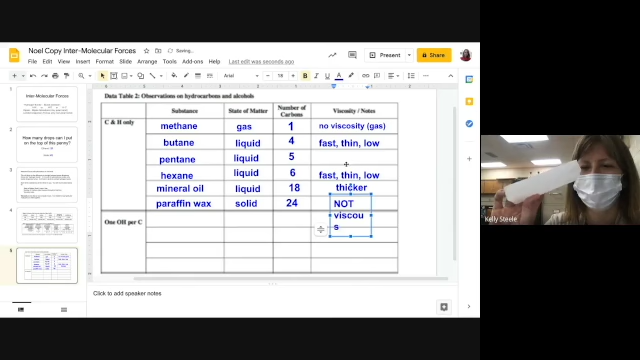 Noel Copy Inter-Molecular Forces
Saving...
File Edit View Insert Format Slide Arrange Tools Add-ons Help
Last edit was seconds ago
Present
Share
Arial
18
Inter-Molecular Forces
How many drops can I put
on the top of this penny?
Data Table 2: Observations on hydrocarbons and alcohols
Substance State of Matter Number of Carbons Viscosity / Notes
C & H only methane gas 1 no viscosity (gas)
butane liquid 4 fast, thin, low
pentane liquid 5
hexane liquid 6 fast, thin, low
mineral oil liquid 18 thicker
paraffin wax solid 24 NOT
viscou
s
One OH per C
Click to add speaker notes
Kelly Steele